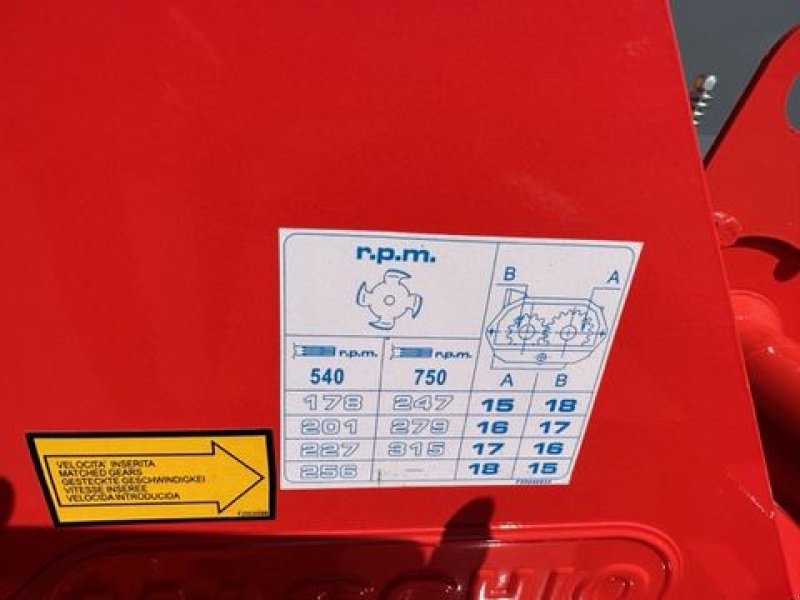 r.p.m.
B A
r.p.m. r.p.m.
540 750 A B
178 247 15 18
201 279 16 17
227 315 17 16
256 – 18 15
VELOCITA' INSERITA
MATCHED GEARS
GESTECKTE GESCHWINDIGKEI
VITESSE INSEREE
VELOCIDA INTRODUCIDA